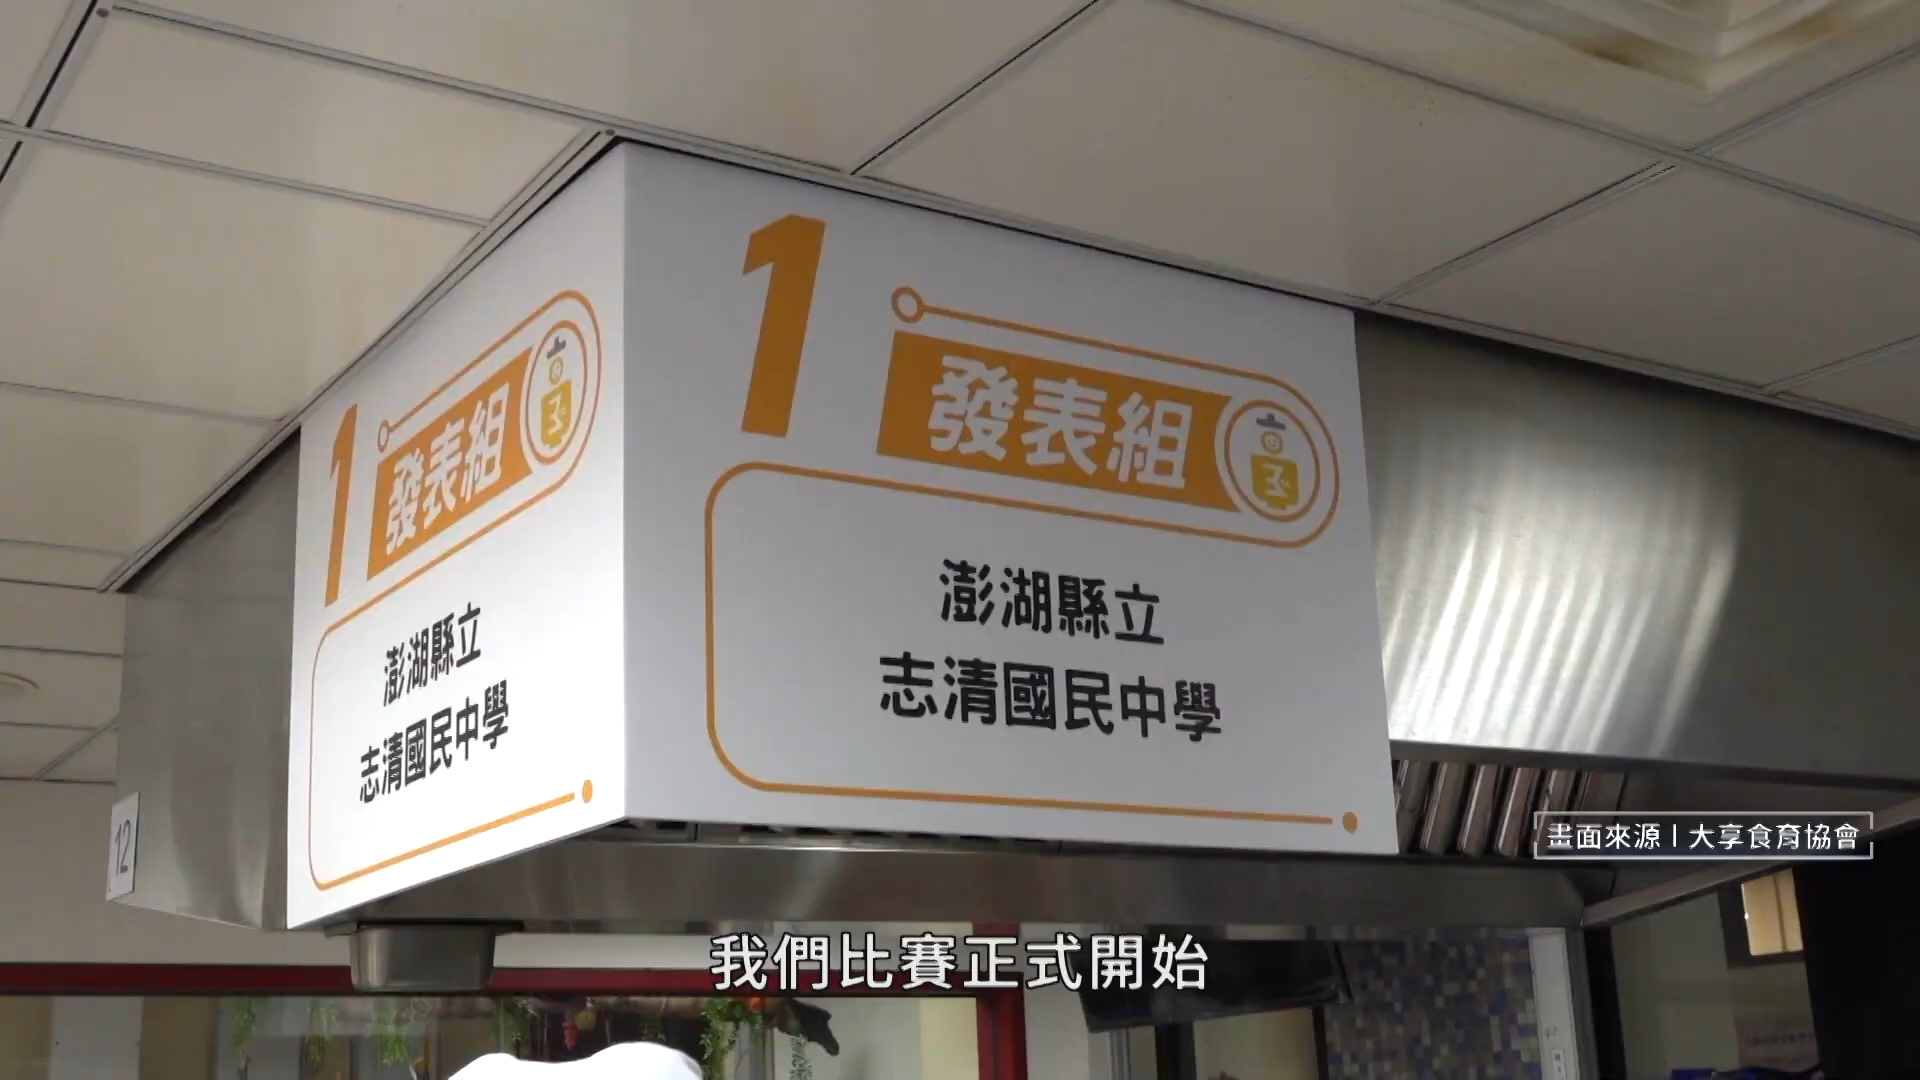 1
發表組
澎湖縣立
志清國民中學
1
發表組
澎湖縣立
志清國民中學
12
畫面來源|大享食育協會
我們比賽正式開始